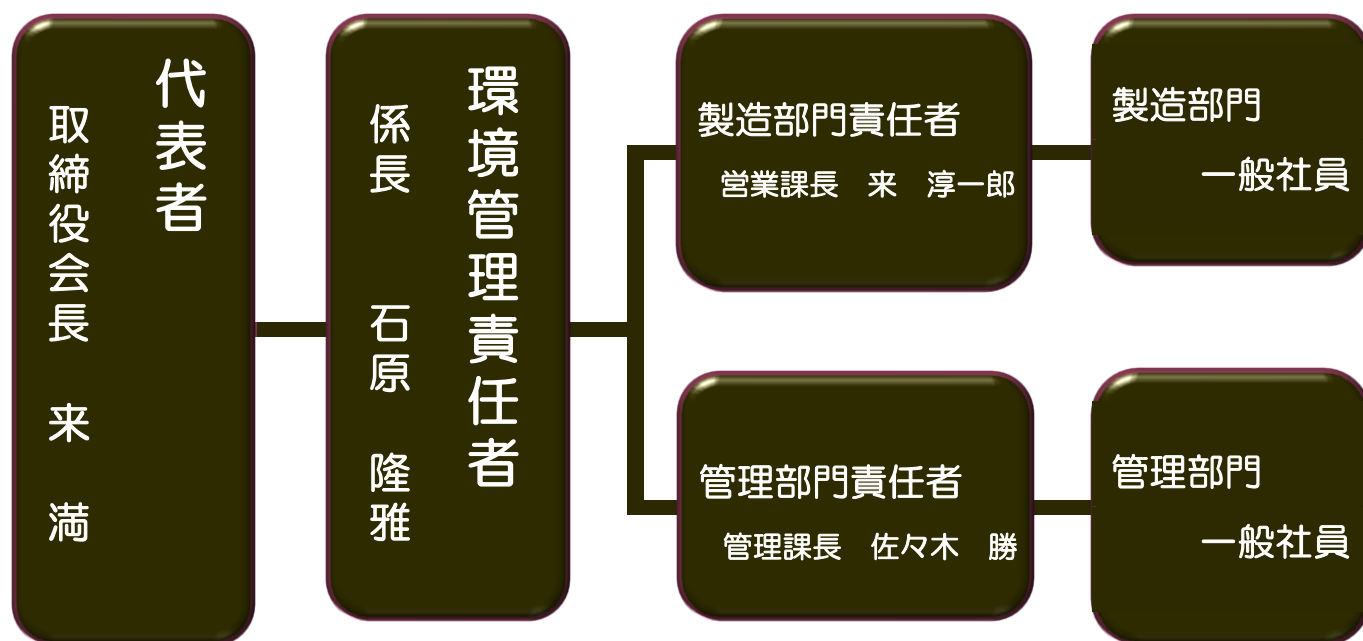 代表者
取締役会長　来　満
環境管理責任者
係長　　石原　隆雅
製造部門責任者
営業課長　来　淳一郎
製造部門
一般社員
管理部門責任者
管理課長　佐々木　勝
管理部門
一般社員